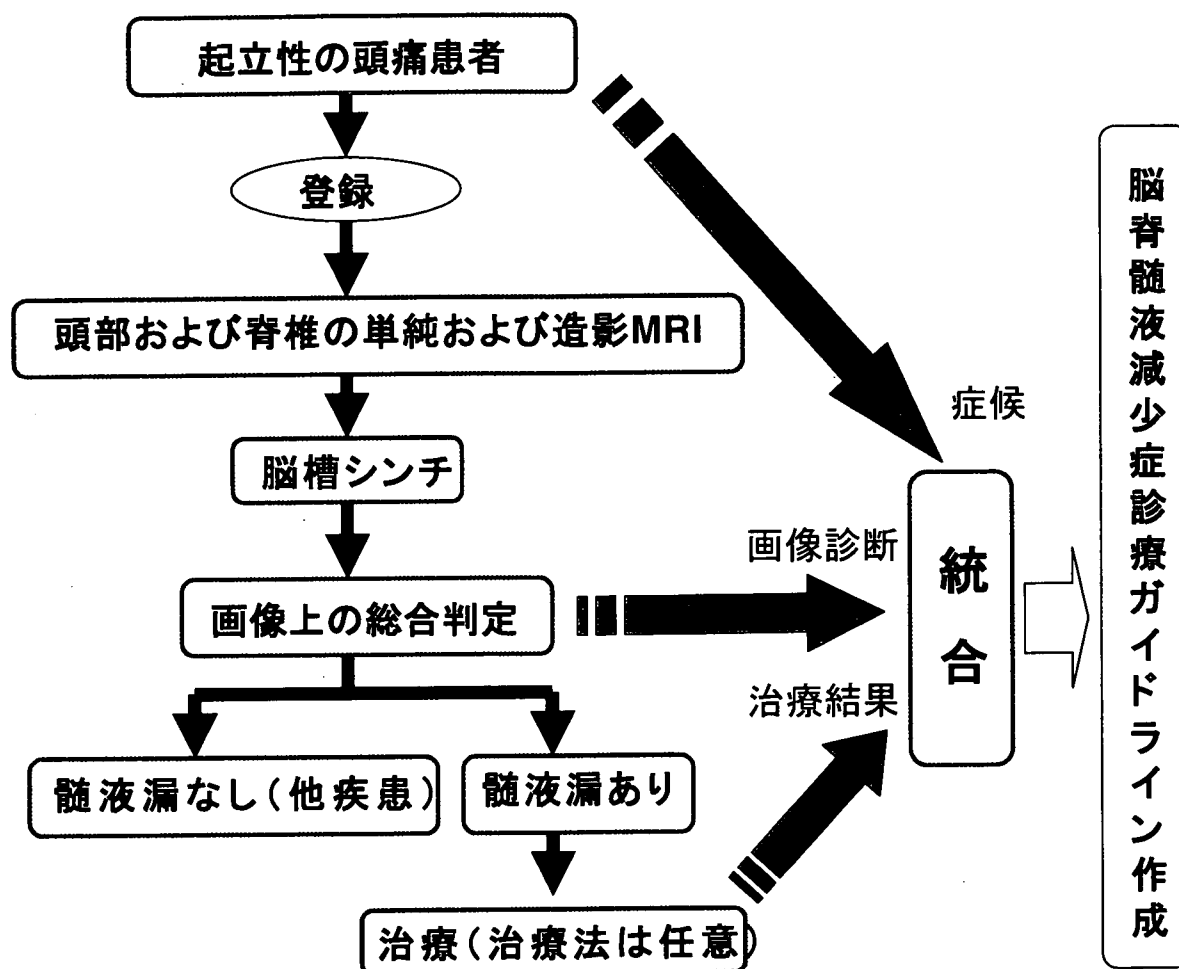 起立性の頭痛患者
登録
頭部および脊椎の単純および造影MRI
脳槽シンチ
画像上の総合判定
髄液漏なし(他疾患)
髄液漏あり
治療(治療法は任意)
症候
画像診断
治療結果
統合
脳脊髄液減少症診療ガイドライン作成